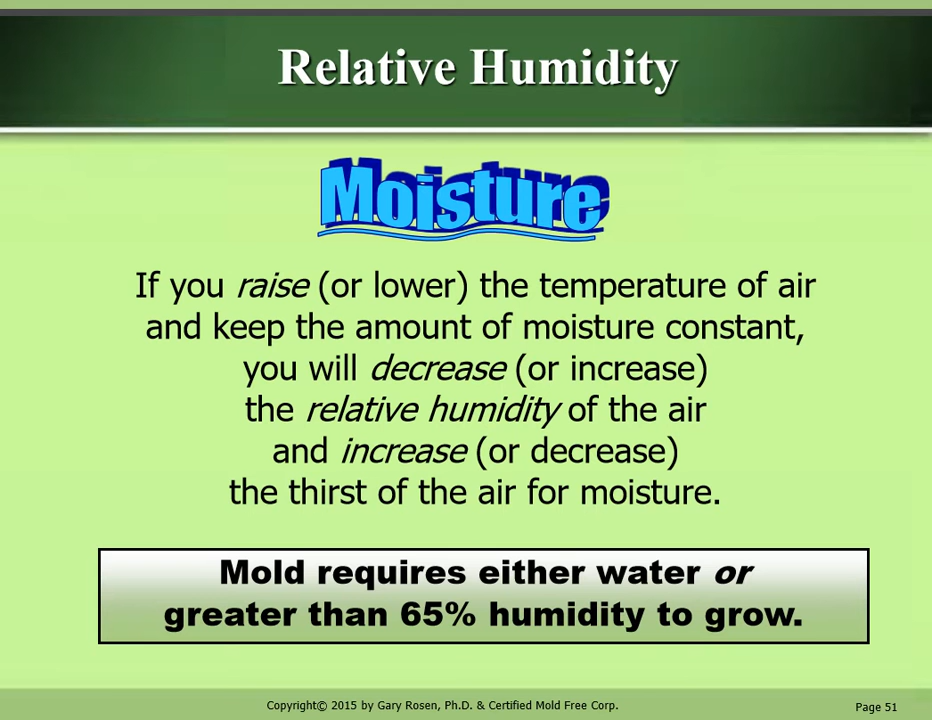 Relative Humidity
Moisture
If you raise (or lower) the temperature of air
and keep the amount of moisture constant,
you will decrease (or increase)
the relative humidity of the air
and increase (or decrease)
the thirst of the air for moisture.
Mold requires either water or
greater than 65% humidity to grow.
Copyright© 2015 by Gary Rosen, Ph.D. & Certified Mold Free Corp.
Page 51